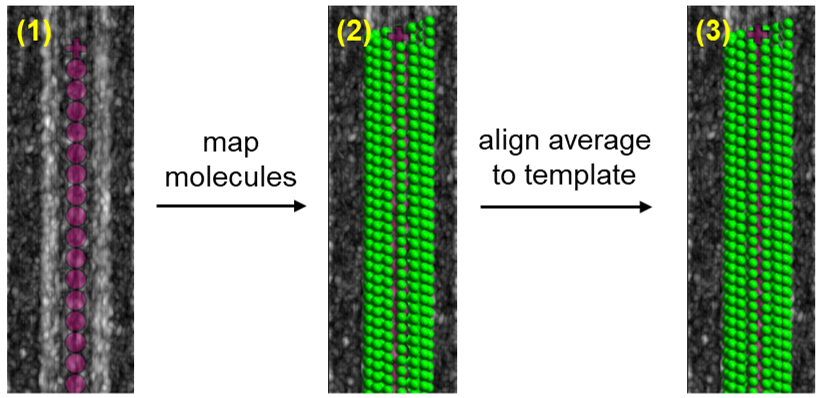 (1)
(2)
(3)
map
molecules
align average
to template